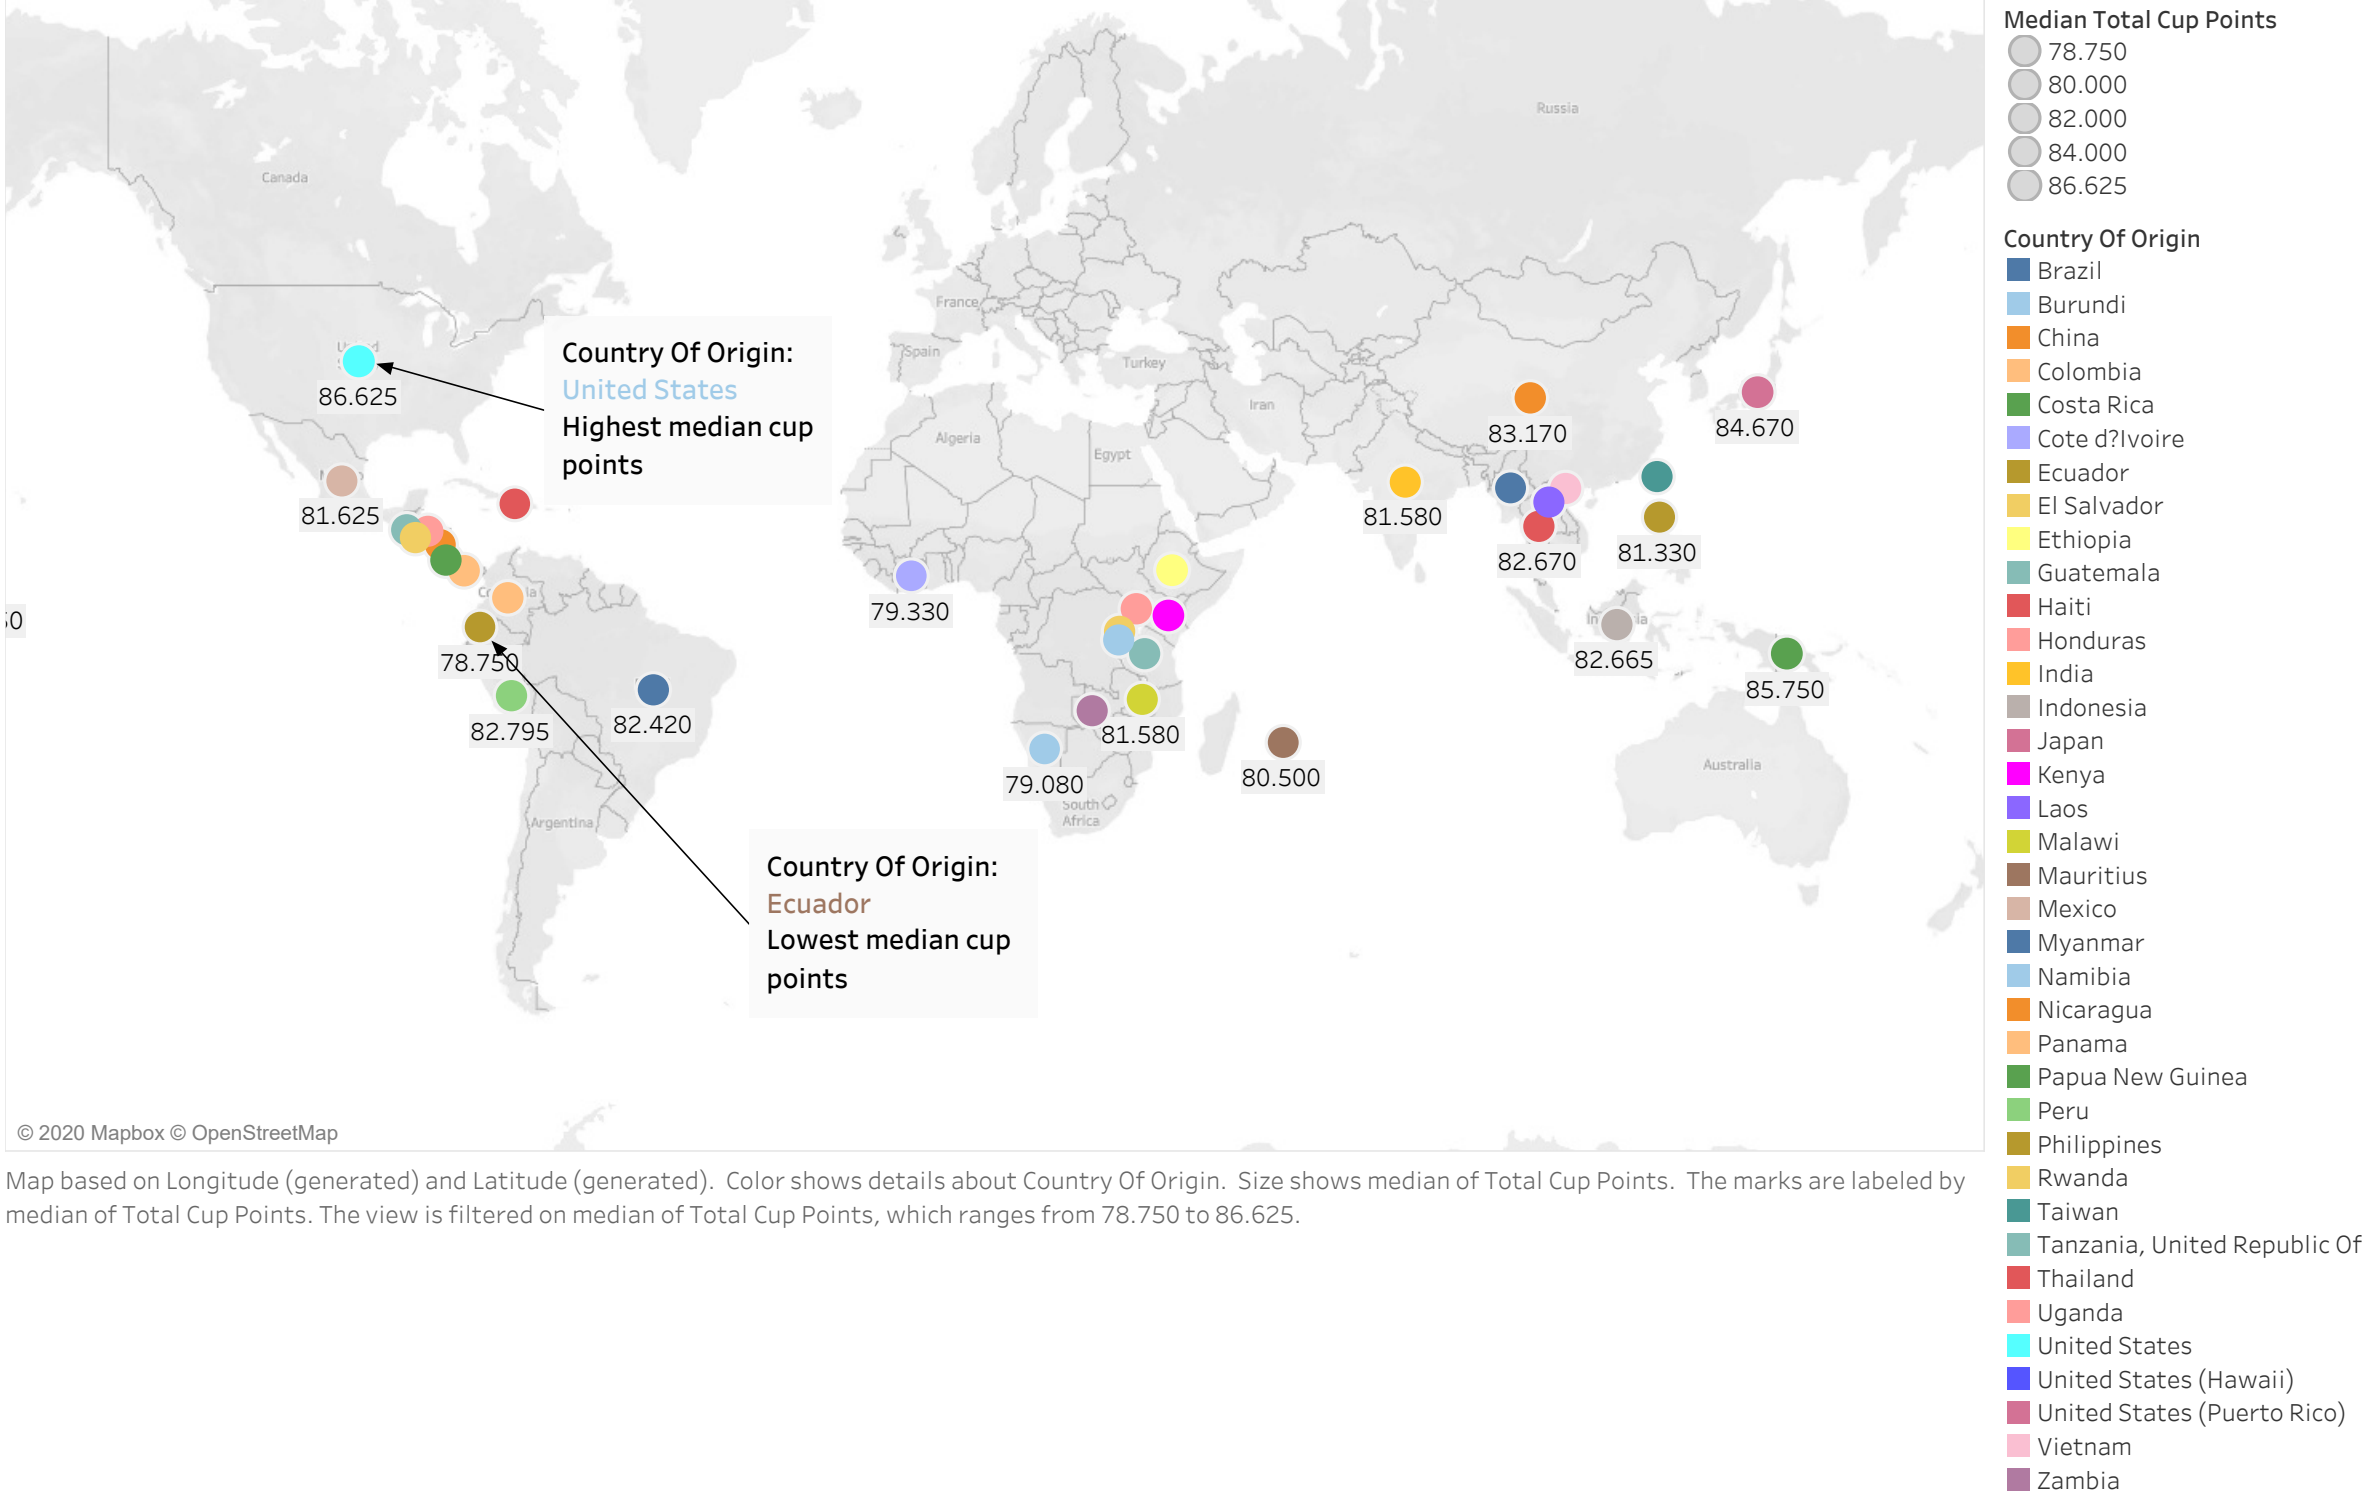 Russia
Canada
France
Spain
Turkey
Iran
Algeria
Egypt
86.625
Country Of Origin:
United States
Highest median cup
points
81.625
83.170
84.670
81.580
82.670
81.330
79.330
78.750
82.795
82.420
81.580
79.080
80.500
82.665
85.750
Australia
South
Africa
Argentina
Country Of Origin:
Ecuador
Lowest median cup
points
© 2020 Mapbox © OpenStreetMap
Map based on Longitude (generated) and Latitude (generated). Color shows details about Country Of Origin. Size shows median of Total Cup Points. The marks are labeled by
median of Total Cup Points. The view is filtered on median of Total Cup Points, which ranges from 78.750 to 86.625.
Median Total Cup Points
78.750
80.000
82.000
84.000
86.625
Country Of Origin
Brazil
Burundi
China
Colombia
Costa Rica
Cote d?Ivoire
Ecuador
El Salvador
Ethiopia
Guatemala
Haiti
Honduras
India
Indonesia
Japan
Kenya
Laos
Malawi
Mauritius
Mexico
Myanmar
Namibia
Nicaragua
Panama
Papua New Guinea
Peru
Philippines
Rwanda
Taiwan
Tanzania, United Republic Of
Thailand
Uganda
United States
United States (Hawaii)
United States (Puerto Rico)
Vietnam
Zambia